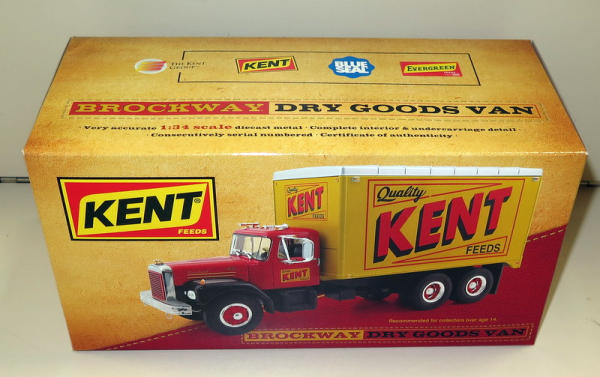 THE KENT
GROUP
KENT
BLUE
SEAL
EVERGREEN
BROCKWAY DRY GOODS VAN
• Very accurate 1:34 scale diecast metal • Complete interior & undercarriage detail
• Consecutively serial numbered • Certificate of authenticity •
KENT®
FEEDS
Quality
KENT
FEEDS
Quality
KENT
FEEDS
KENT
Recommended for collectors over age 14.
BROCKWAY DRY GOODS VAN